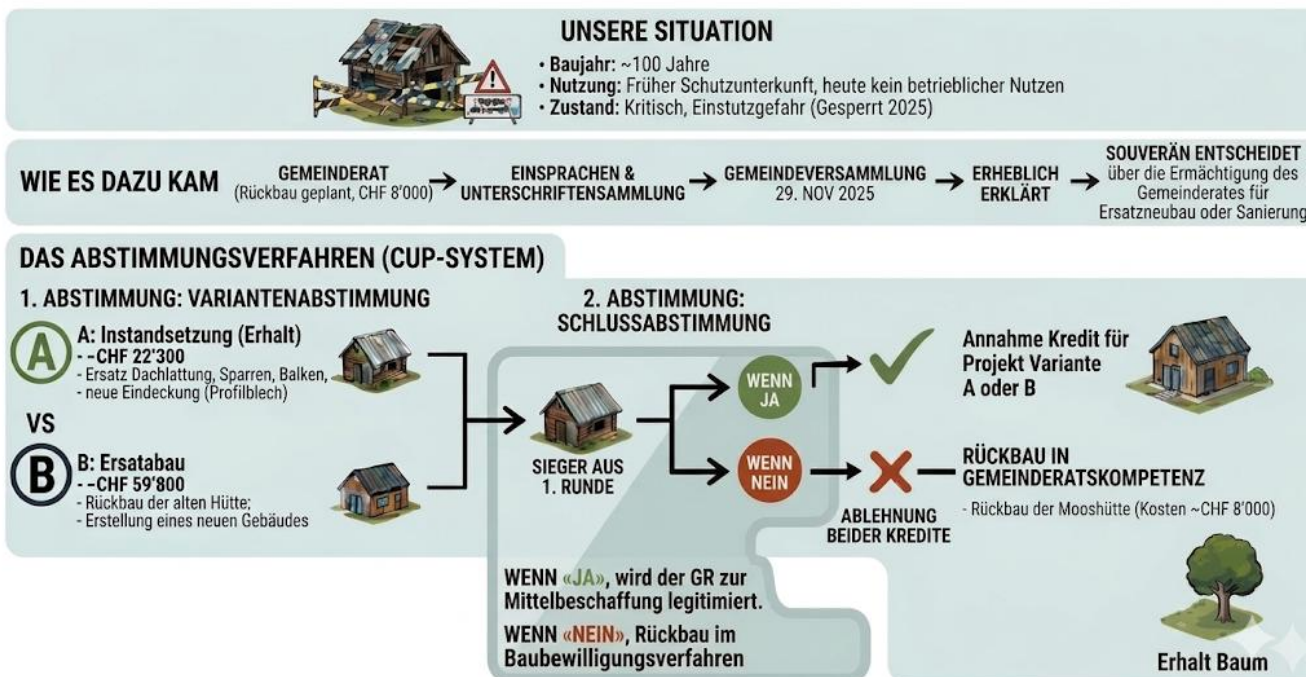 UNSERE SITUATION
• Baujahr: ~100 Jahre
• Nutzung: Früher Schutzunterkunft, heute kein betrieblicher Nutzen
• Zustand: Kritisch, Einstutzgefahr (Gesperrt 2025)
WIE ES DAZU KAM
GEMEINDERAT
(Rückbau geplant, CHF 8'000)
EINSPRACHEN &
UNTERSCHRIFTENSAMMLUNG
GEMEINDEVERSAMMLUNG
29. NOV 2025
ERHEBLICH
ERKLÄRT
SOUVERÄN ENTSCHEIDET
über die Ermächtigung des
Gemeinderates für
Ersatzneubau oder Sanierung
DAS ABSTIMMUNGSVERFAHREN (CUP-SYSTEM)
1. ABSTIMMUNG: VARIANTENABSTIMMUNG
A
A: Instandsetzung (Erhalt)
- –CHF 22'300
- Ersatz Dachlattung, Sparren, Balken,
- neue Eindeckung (Profilblech)
VS
B
B: Ersatabau
- –CHF 59'800
- Rückbau der alten Hütte;
- Erstellung eines neuen Gebäudes
2. ABSTIMMUNG:
SCHLUSSABSTIMMUNG
SIEGER AUS
1. RUNDE
WENN
JA
Annahme Kredit für
Projekt Variante
A oder B
WENN
NEIN
ABLEHNUNG
BEIDER KREDITE
RÜCKBAU IN
GEMEINDERATSKOMPETENZ
- Rückbau der Mooshütte (Kosten ~CHF 8'000)
WENN «JA», wird der GR zur
Mittelbeschaffung legitimiert.
WENN «NEIN», Rückbau im
Baubewilligungsverfahren
Erhalt Baum